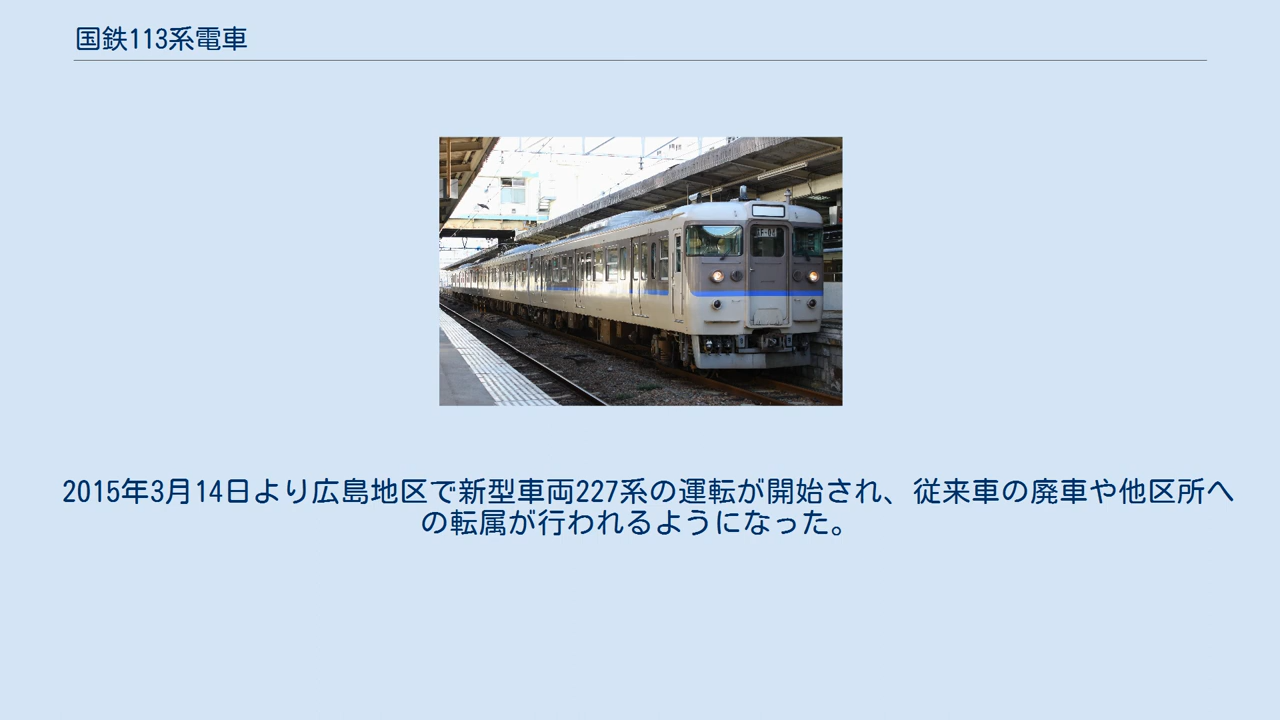 国鉄113系電車
2015年3月14日より広島地区で新型車両227系の運転が開始され、従来車の廃車や他区所へ
の転属が行われるようになった。